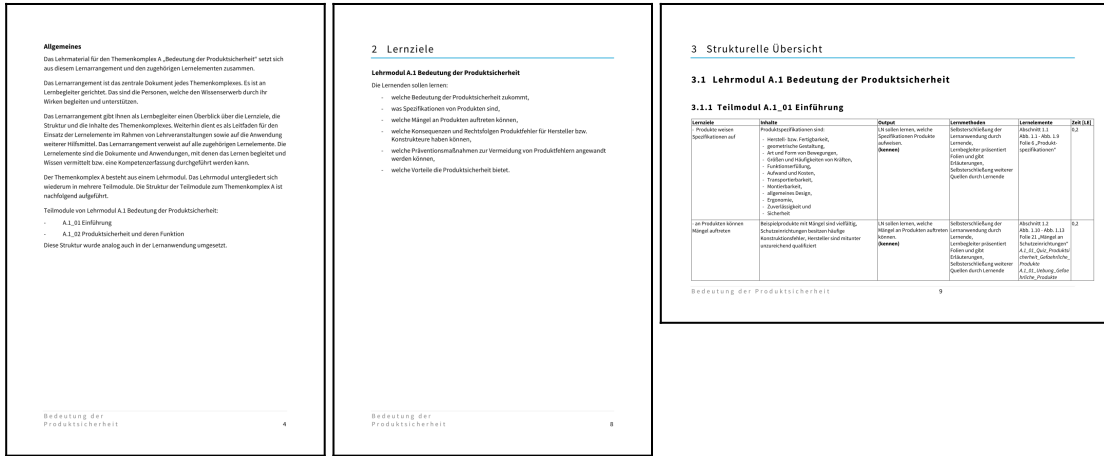 Allgemeines
Das Lehrmaterial für den Themenkomplex A „Bedeutung der Produktsicherheit“ setzt sich
aus diesem Lernarrangement und den zugehörigen Lernelementen zusammen.
Das Lernarrangement ist das zentrale Dokument jedes Themenkomplexes. Es ist an
Lernbegleiter gerichtet. Das sind die Personen, welche den Wissenserwerb durch ihr
Wirken begleiten und unterstützen.
Das Lernarrangement gibt Ihnen als Lernbegleiter einen Überblick über die Lernziele, die
Struktur und die Inhalte des Themenkomplexes. Weiterhin dient es als Leitfaden für den
Einsatz der Lernelemente im Rahmen von Lehrveranstaltungen sowie auf die Anwendung
weiterer Hilfsmittel. Das Lernarrangement verweist auf alle zugehörigen Lernelemente. Die
Lernelemente sind die Dokumente und Anwendungen, mit denen das Lernen begleitet und
Wissen vermittelt bzw. eine Kompetenzerfassung durchgeführt werden kann.
Der Themenkomplex A besteht aus einem Lehrmodul. Das Lehrmodul untergliedert sich
wiederum in mehrere Teilmodule. Die Struktur der Teilmodule zum Themenkomplex A ist
nachfolgend aufgeführt.
Teilmodule von Lehrmodul A.1 Bedeutung der Produktsicherheit:
- A.1_01 Einführung
- A.1_02 Produktsicherheit und deren Funktion
Diese Struktur wurde analog auch in der Lernanwendung umgesetzt.
Bedeutung der
Produktsicherheit 4
2 Lernziele
Lehrmodul A.1 Bedeutung der Produktsicherheit
Die Lernenden sollen lernen:
- welche Bedeutung der Produktsicherheit zukommt,
- was Spezifikationen von Produkten sind,
- welche Mängel an Produkten auftreten können,
- welche Konsequenzen und Rechtsfolgen Produktfehler für Hersteller bzw.
Konstrukteure haben können,
- welche Präventionsmaßnahmen zur Vermeidung von Produktfehlern angewandt
werden können,
- welche Vorteile die Produktsicherheit bietet.
Bedeutung der
Produktsicherheit 8
3 Strukturelle Übersicht
3.1 Lehrmodul A.1 Bedeutung der Produktsicherheit
3.1.1 Teilmodul A.1_01 Einführung
Lernziele Inhalte Output Lernmethoden Lernelemente Zeit [LE]
- Produkte weisen
Spezifikationen auf
Produktspezifikationen sind:
- Herstell- bzw. Fertigbarkeit,
- geometrische Gestaltung,
- Art und Form von Bewegungen,
- Größen und Häufigkeiten von Kräften,
- Funktionserfüllung,
- Aufwand und Kosten,
- Transportierbarkeit,
- Montierbarkeit,
- allgemeines Design,
- Ergonomie,
- Zuverlässigkeit und
- Sicherheit
LN sollen lernen, welche
Spezifikationen Produkte
aufweisen.
(kennen)
Selbsterschließung der
Lernanwendung durch
Lernende,
Lernbegleiter präsentiert
Folien und gibt
Erläuterungen,
Selbsterschließung weiterer
Quellen durch Lernende
Abschnitt 1.1
Abb. 1.1 - Abb. 1.9
Folie 6 „Produkt-
spezifikationen“
0,2
- an Produkten können
Mängel auftreten
Beispielprodukte mit Mängel sind vielfältig,
Schutzeinrichtungen besitzen häufige
Konstruktionsfehler, Hersteller sind mitunter
unzureichend qualifiziert
LN sollen lernen, welche
Mängel an Produkten auftreten
können.
(kennen)
Selbsterschließung der
Lernanwendung durch
Lernende,
Lernbegleiter präsentiert
Folien und gibt
Erläuterungen,
Selbsterschließung weiterer
Quellen durch Lernende
Abschnitt 1.2
Abb. 1.10 - Abb. 1.13
Folie 21 „Mängel an
Schutzeinrichtungen“
A.1_01_Quiz_Produktsi
cherheit_Gefaehrliche_
Produkte
A.1_01_Uebung_Gefae
hrliche_Produkte
0,2
Bedeutung der Produktsicherheit 9